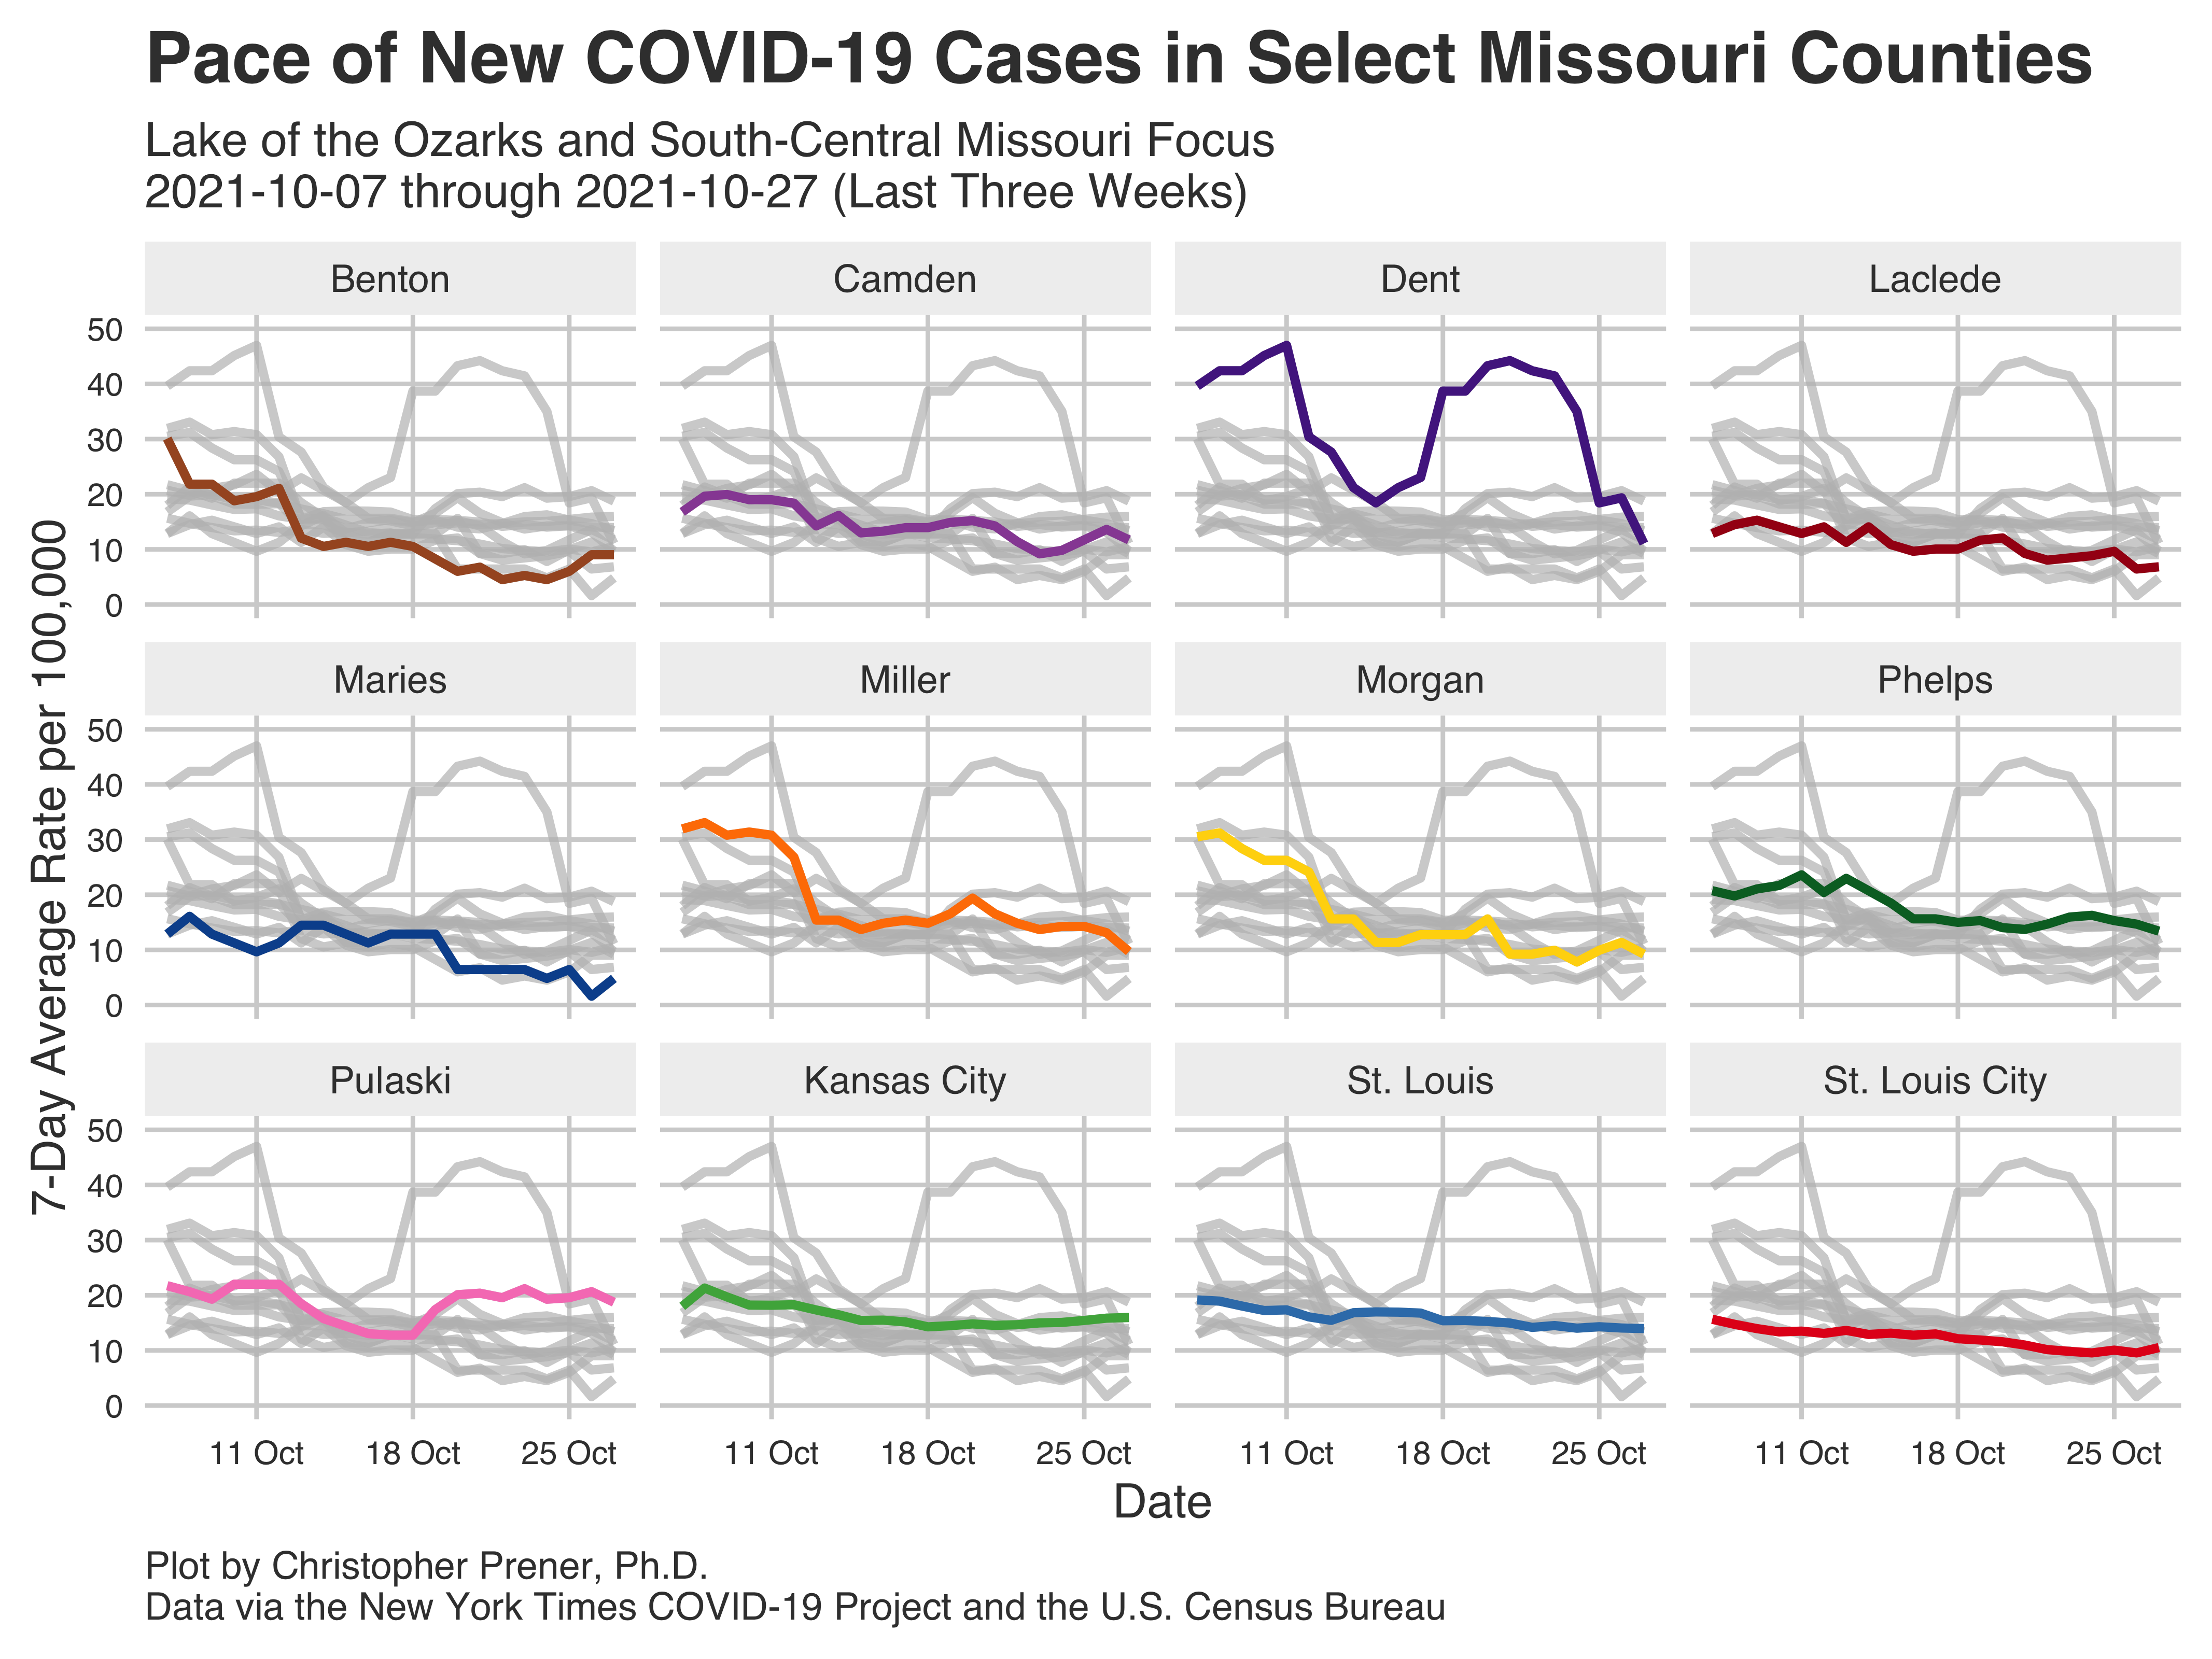 Pace of New COVID-19 Cases in Select Missouri Counties
Lake of the Ozarks and South-Central Missouri Focus
2021-10-07 through 2021-10-27 (Last Three Weeks)
Benton
Camden
Dent
Laclede
50
40
30
20
10
0
Maries
Miller
Morgan
Phelps
50
40
30
20
10
0
Pulaski
Kansas City
St. Louis
St. Louis City
50
40
30
20
10
0
7-Day Average Rate per 100,000
11 Oct 18 Oct 25 Oct
11 Oct 18 Oct 25 Oct
11 Oct 18 Oct 25 Oct
11 Oct 18 Oct 25 Oct
Date
Plot by Christopher Prener, Ph.D.
Data via the New York Times COVID-19 Project and the U.S. Census Bureau